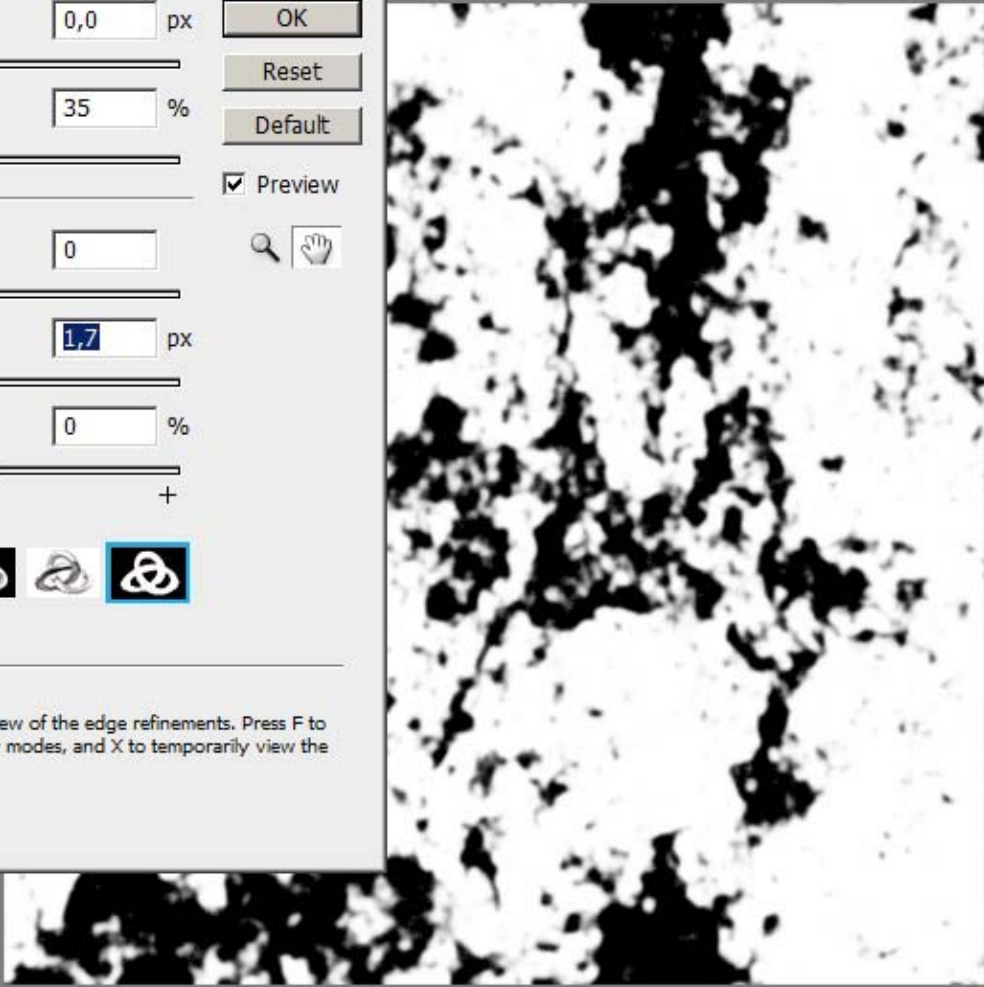 0,0 px OK
Reset
35 %
Default
Preview
0
1,7 px
0 %
+
ew of the edge refinements. Press F to
modes, and X to temporarily view the